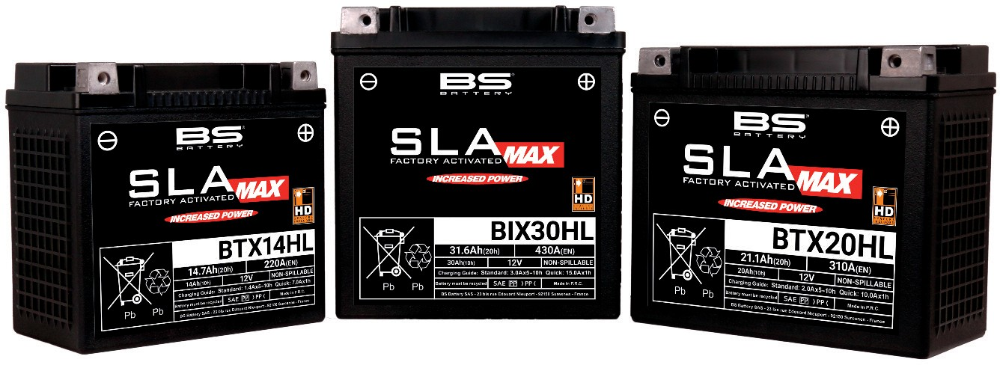 BS
BATTERY
SLA MAX
FACTORY ACTIVATED
INCREASED POWER
HD
BTX14HL
14.7Ah(20h) 220A(EN)
14Ah(10h) 12V NON-SPILLABLE
Charging Guide: Standard: 1.4Ax5~10h Quick: 7.0Ax1h
Battery must be recycled SAE PP >PP< Made in P.R.C.
BS Battery SAS - 23 bis rue Edouard Nieuport - 92150 Suresnes - France
Pb Pb
BS
BATTERY
SLA MAX
FACTORY ACTIVATED
INCREASED POWER
HD
BIX30HL
31.6Ah(20h) 430A(EN)
30Ah(10h) 12V NON-SPILLABLE
Charging Guide: Standard: 3.0Ax5~10h Quick: 15.0Ax1h
Battery must be recycled SAE PP >PP< Made in P.R.C.
BS Battery SAS - 23 bis rue Edouard Nieuport - 92150 Suresnes - France
Pb Pb
BS
BATTERY
SLA MAX
FACTORY ACTIVATED
INCREASED POWER
HD
BTX20HL
21.1Ah(20h) 310A(EN)
20Ah(10h) 12V NON-SPILLABLE
Charging Guide: Standard: 2.0Ax5~10h Quick: 10.0Ax1h
Battery must be recycled SAE PP >PP< Made in P.R.C.
BS Battery SAS - 23 bis rue Edouard Nieuport - 92150 Suresnes - France
Pb Pb